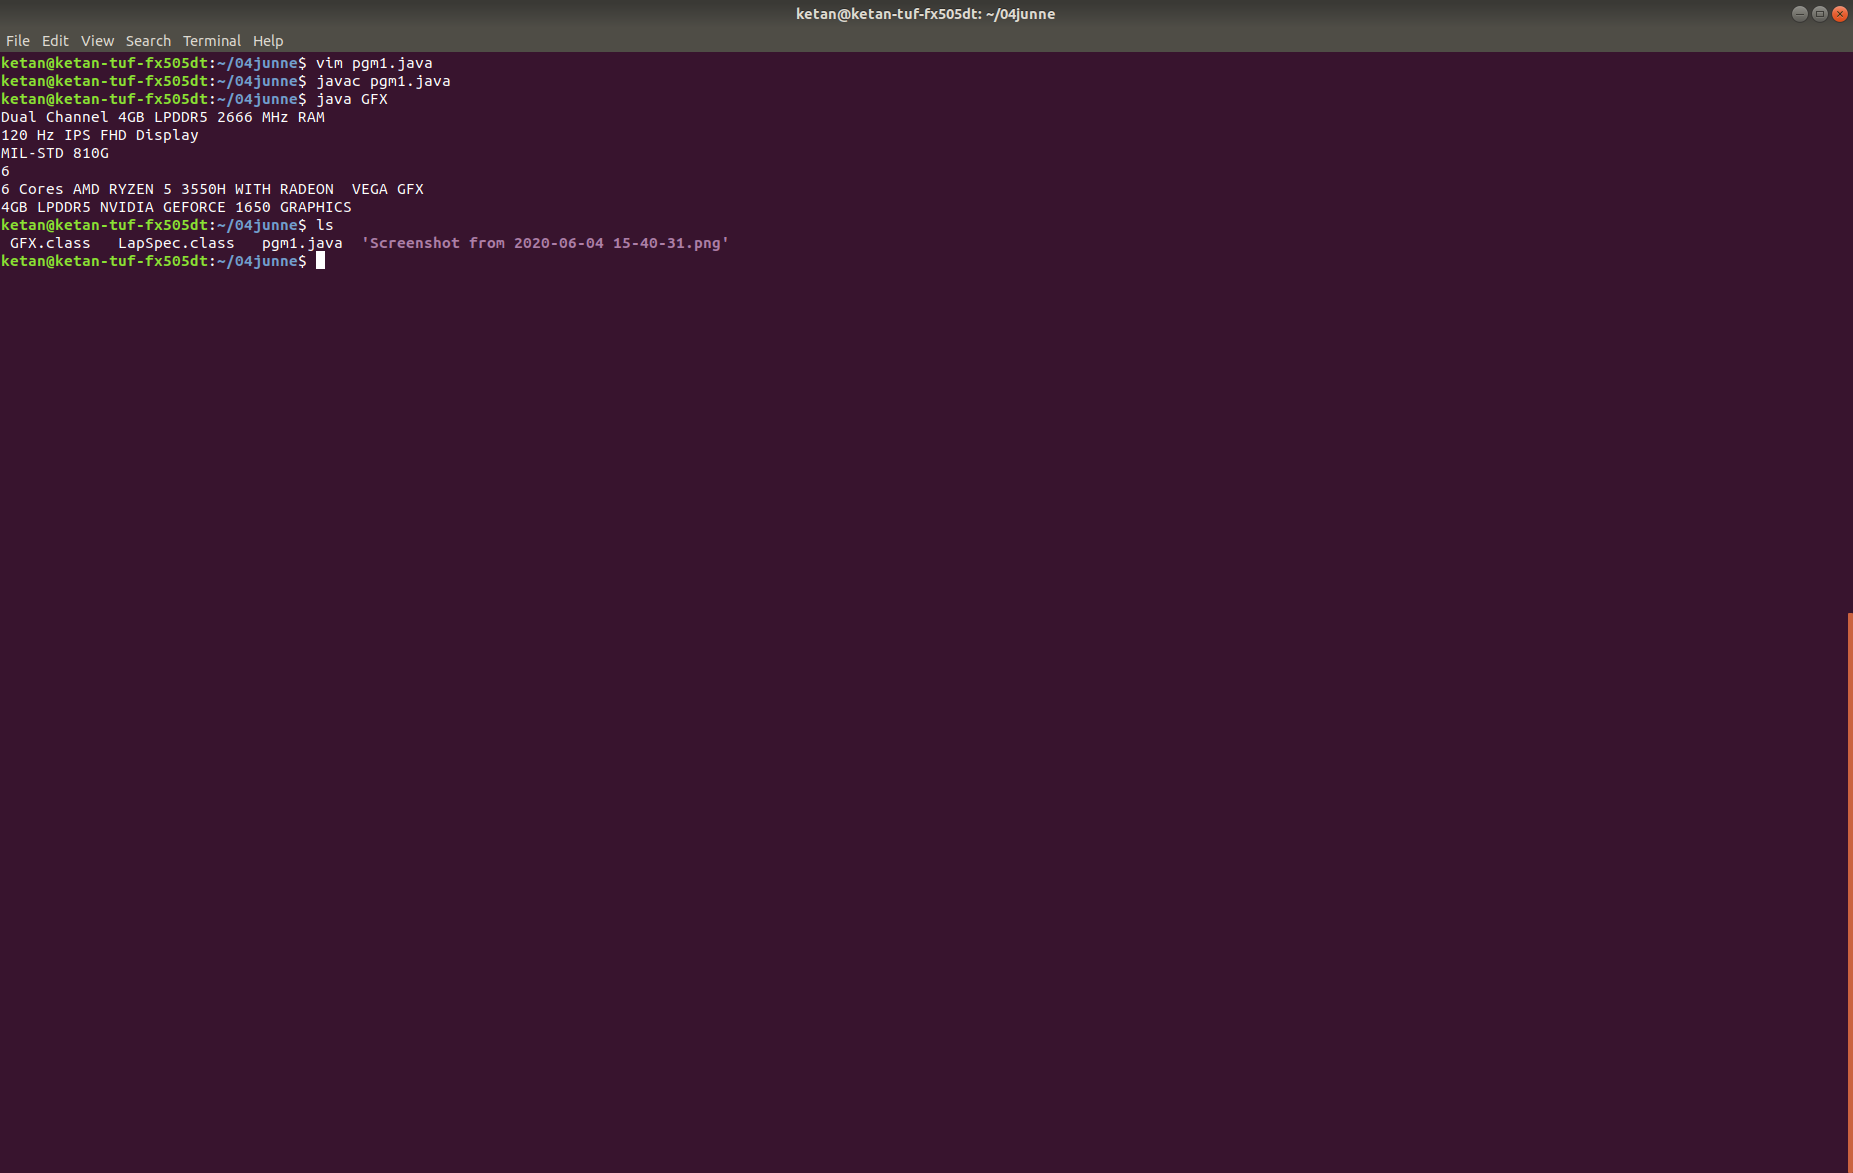 ketan@ketan-tuf-fx505dt: ~/04junne
File Edit View Search Terminal Help
ketan@ketan-tuf-fx505dt:~/04junne$ vim pgm1.java
ketan@ketan-tuf-fx505dt:~/04junne$ javac pgm1.java
ketan@ketan-tuf-fx505dt:~/04junne$ java GFX
Dual Channel 4GB LPDDR5 2666 MHz RAM
120 Hz IPS FHD Display
MIL-STD 810G
6
6 Cores AMD RYZEN 5 3550H WITH RADEON  VEGA GFX
4GB LPDDR5 NVIDIA GEFORCE 1650 GRAPHICS
ketan@ketan-tuf-fx505dt:~/04junne$ ls
 GFX.class   LapSpec.class   pgm1.java  'Screenshot from 2020-06-04 15-40-31.png'
ketan@ketan-tuf-fx505dt:~/04junne$